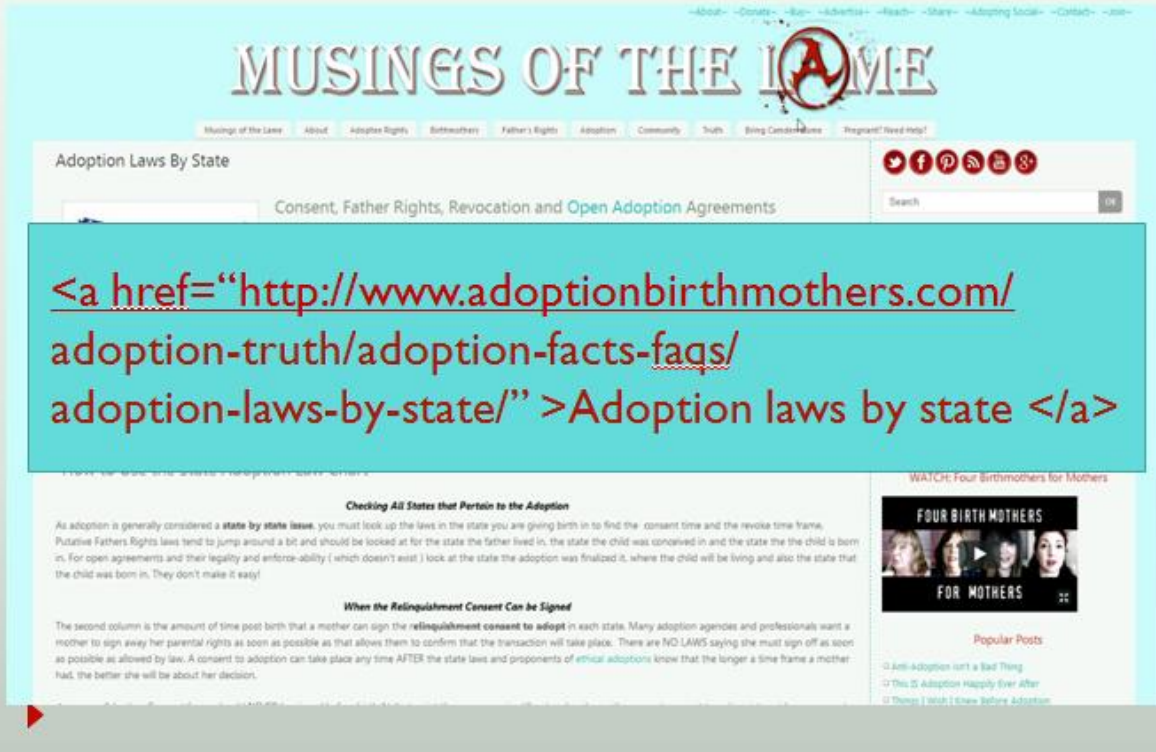 ~About~ ~Donate~ ~Buy~ ~Advertise~ ~Reach~ ~Share~ ~Adopting Social~ ~Contact~ ~Join~
MUSINGS OF THE LAME
Musings of the Lame About Adoptee Rights Birthmothers Father's Rights Adoption Community Truth Bring Camden Home Pregnant? Need Help?
Adoption Laws By State
Consent, Father Rights, Revocation and Open Adoption Agreements
Search
<a href=“http://www.adoptionbirthmothers.com/
adoption-truth/adoption-facts-faqs/
adoption-laws-by-state/” >Adoption laws by state </a>
WATCH: Four Birthmothers for Mothers
Checking All States that Pertain to the Adoption
As adoption is generally considered a state by state issue, you must look up the laws in the state you are giving birth in to find the consent time and the revoke time frame.
Putative Fathers Rights laws tend to jump around a bit and should be looked at for the state the father lived in, the state the child was conceived in and the state the the child is born
in. For open agreements and their legality and enforce-ability ( which doesn't exist ) look at the state the adoption was finalized it, where the child will be living and also the state that
the child was born in. They don't make it easy!
FOUR BIRTH MOTHERS
FOR MOTHERS
When the Relinquishment Consent Can be Signed
The second column is the amount of time post birth that a mother can sign the relinquishment consent to adopt in each state. Many adoption agencies and professionals want a
mother to sign away her parental rights as soon as possible as that allows them to confirm that the transaction will take place. There are NO LAWS saying she must sign off as soon
as possible as allowed by law. A consent to adoption can take place any time AFTER the state laws and proponents of ethical adoptions know that the longer a time frame a mother
had, the better she will be about her decision.
Popular Posts
Anti-Adoption isn't a Bad Thing
This IS Adoption Happily Ever After
Things I Wish I Knew Before Adoption